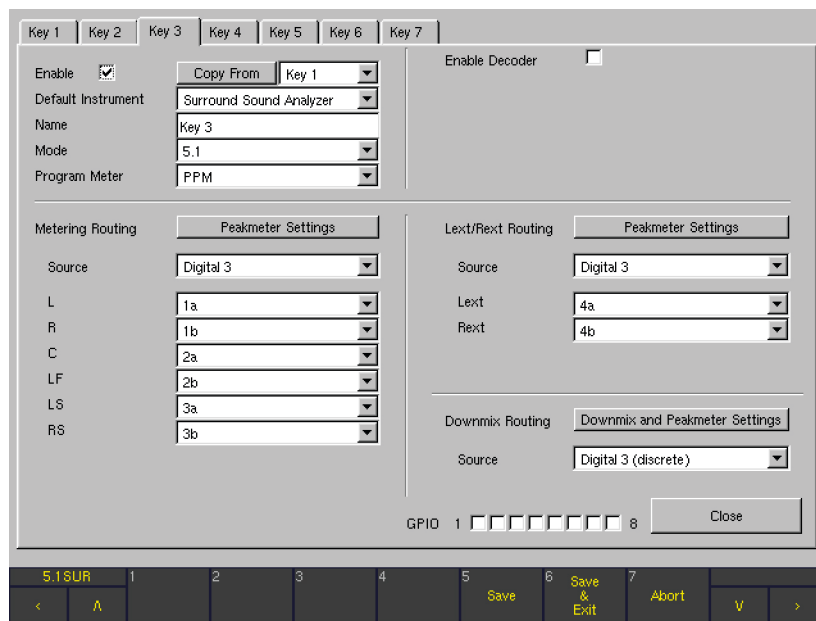 Key 1 Key 2 Key 3 Key 4 Key 5 Key 6 Key 7
Enable Copy From Key 1
Default Instrument Surround Sound Analyzer
Name Key 3
Mode 5.1
Program Meter PPM
Enable Decoder
Metering Routing Peakmeter Settings
Source Digital 3
L 1a
R 1b
C 2a
LF 2b
LS 3a
RS 3b
Lext/Rext Routing Peakmeter Settings
Source Digital 3
Lext 4a
Rext 4b
Downmix Routing Downmix and Peakmeter Settings
Source Digital 3 (discrete)
GPIO 1 8 Close
5.1SUR 1 2 3 4 5 Save 6 Save & Exit 7 Abort
< Λ V >